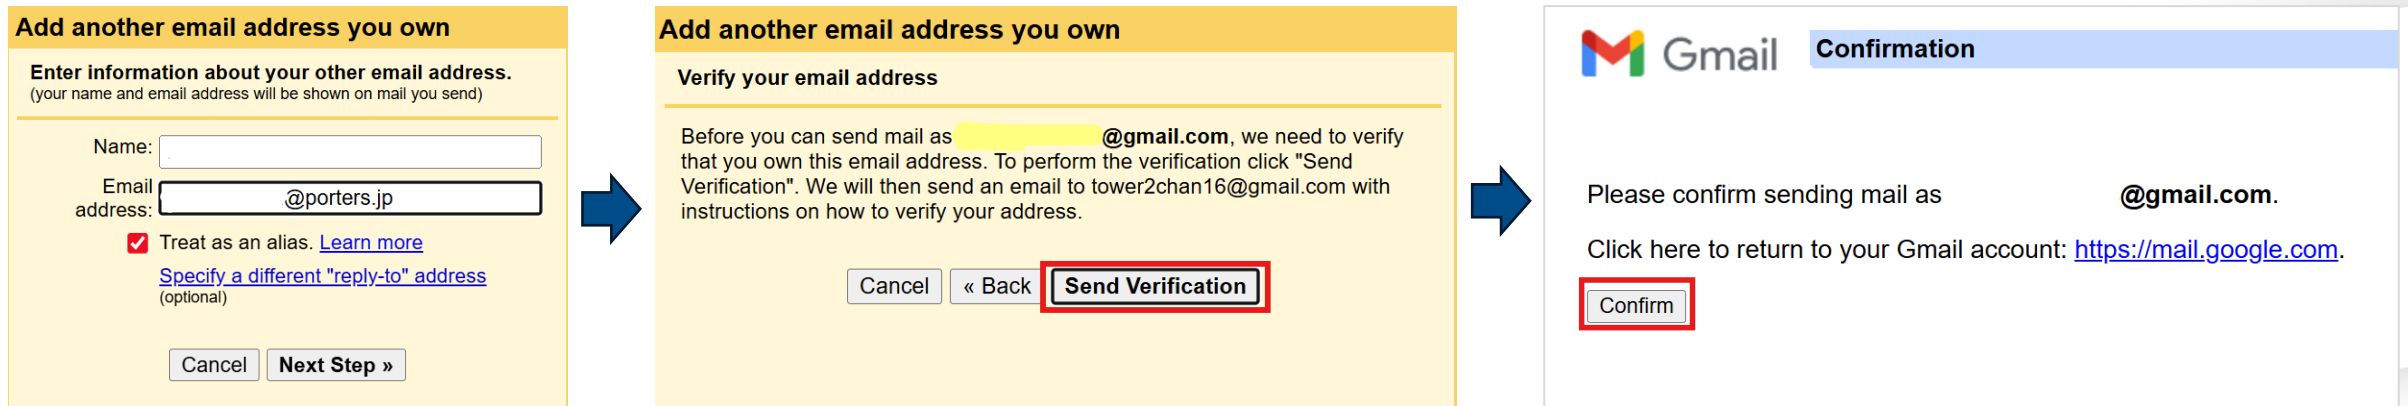 Add another email address you own
Enter information about your other email address.
(your name and email address will be shown on mail you send)
Name:
Email
address:
@porters.jp
Treat as an alias. Learn more
Specify a different "reply-to" address
(optional)
Cancel
Next Step »
Add another email address you own
Verify your email address
Before you can send mail as @gmail.com, we need to verify
that you own this email address. To perform the verification click "Send
Verification". We will then send an email to tower2chan16@gmail.com with
instructions on how to verify your address.
Cancel
« Back
Send Verification
Gmail
Confirmation
Please confirm sending mail as @gmail.com.
Click here to return to your Gmail account: https://mail.google.com.
Confirm